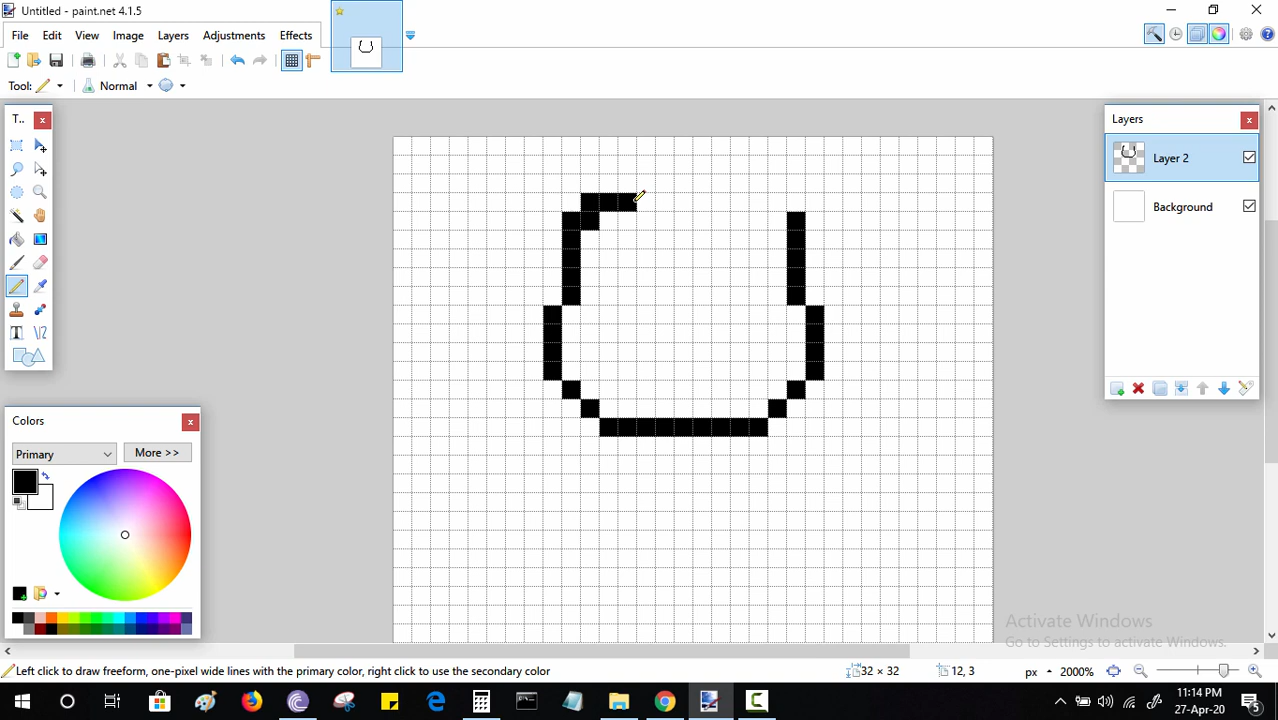 Untitled - paint.net 4.1.5
File Edit View Image Layers Adjustments Effects
Tool: Normal
T..
Layers
Layer 2
Background
Colors
Primary
More >>
Activate Windows
Go to Settings to activate Windows.
Left click to draw freeform, one-pixel wide lines with the primary color, right click to use the secondary color
32 × 32
12, 3
px
2000%
11:14 PM
27-Apr-20
5